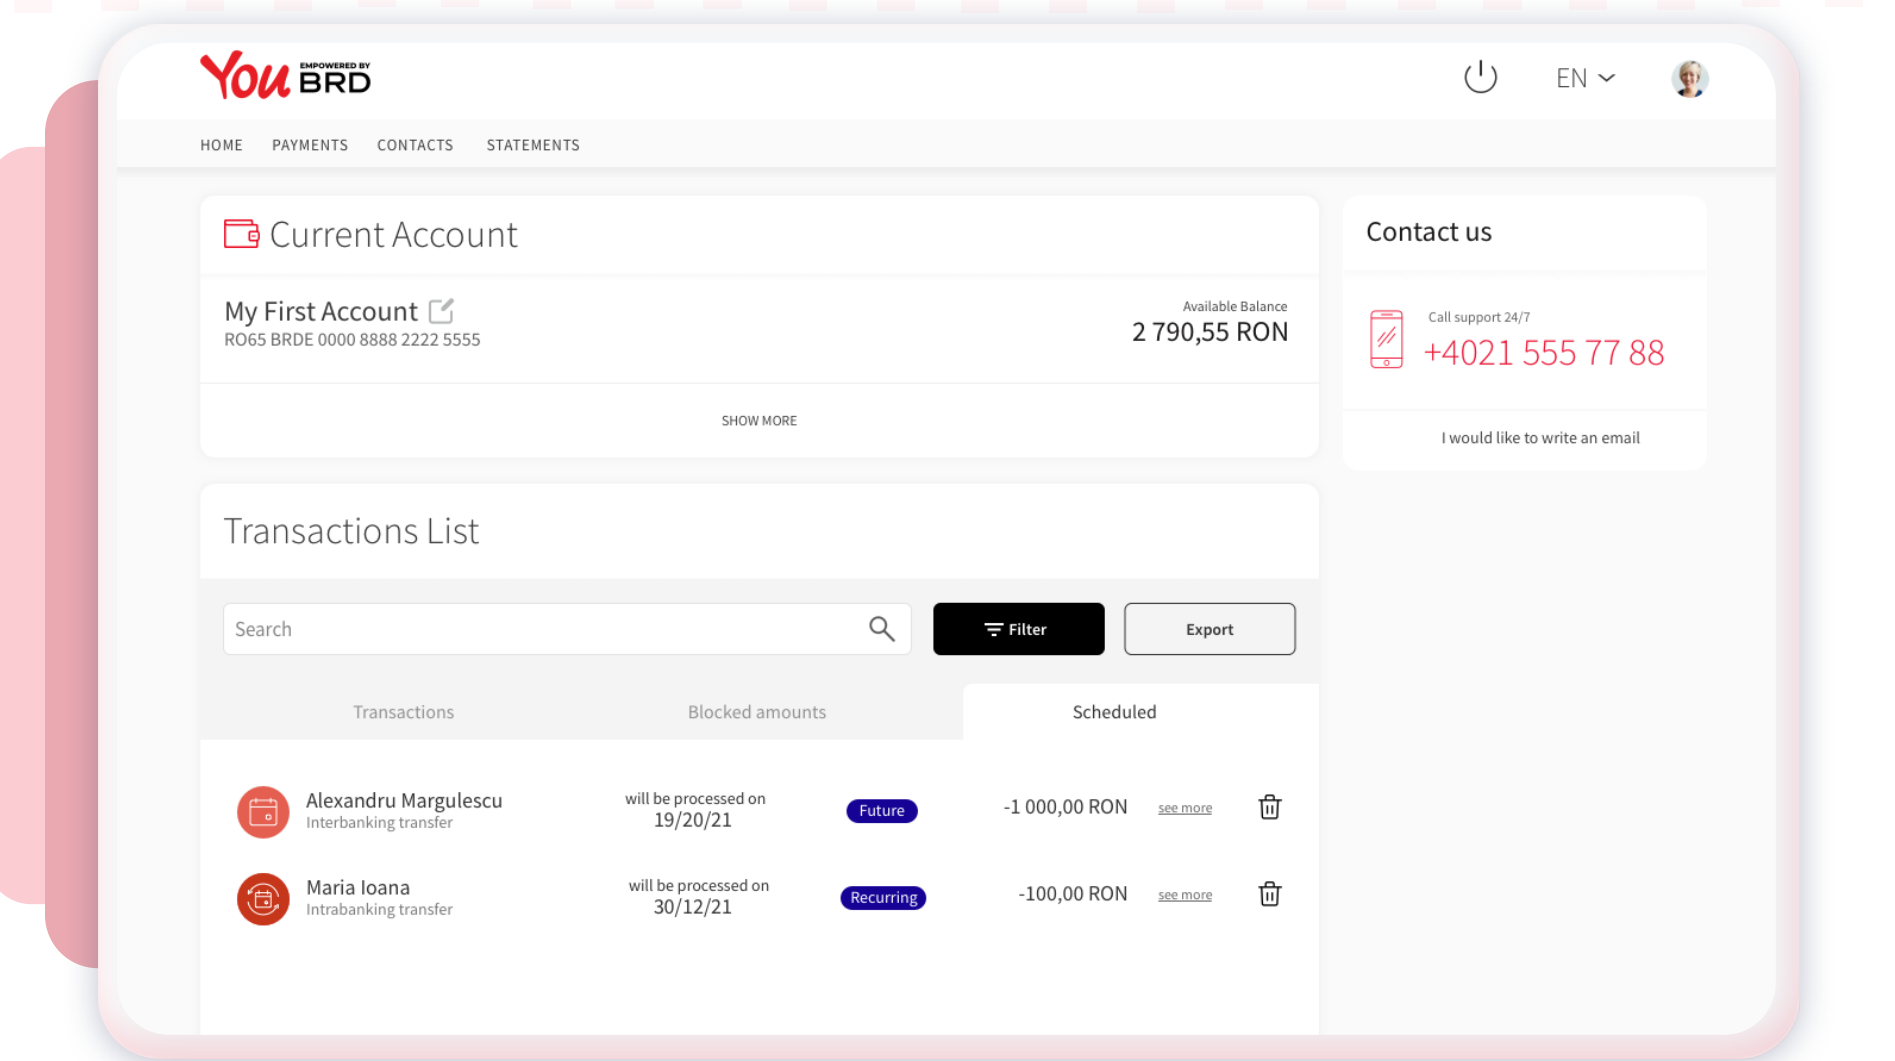 You EMPOWERED BY BRD
EN
HOME PAYMENTS CONTACTS STATEMENTS
Current Account
My First Account
RO65 BRDE 0000 8888 2222 5555
Available Balance
2 790,55 RON
SHOW MORE
Contact us
Call support 24/7
+4021 555 77 88
I would like to write an email
Transactions List
Search
Filter
Export
Transactions
Blocked amounts
Scheduled
Alexandru Margulescu
Interbanking transfer
will be processed on
19/20/21
Future
-1 000,00 RON
see more
Maria Ioana
Intrabanking transfer
will be processed on
30/12/21
Recurring
-100,00 RON
see more